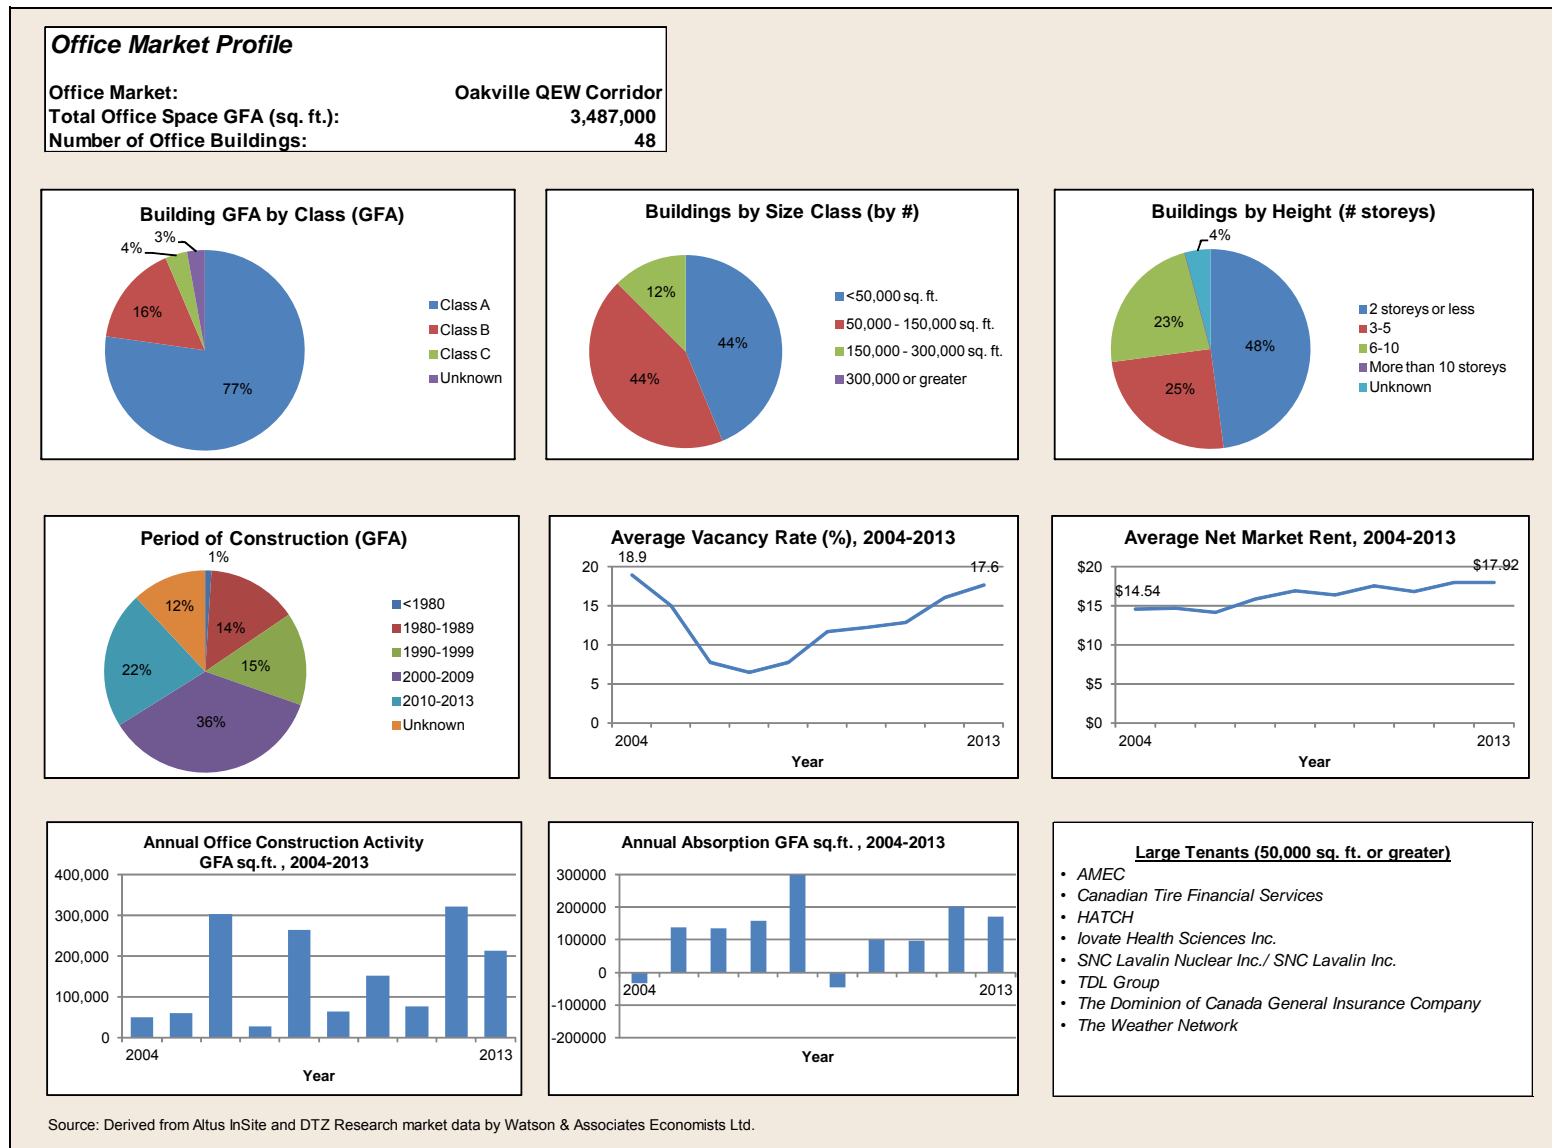 Office Market Profile
Office Market: Oakville QEW Corridor
Total Office Space GFA (sq. ft.): 3,487,000
Number of Office Buildings: 48
Building GFA by Class (GFA)
3%
4%
16%
77%
Class A
Class B
Class C
Unknown
Buildings by Size Class (by #)
12%
44%
44%
<50,000 sq. ft.
50,000 - 150,000 sq. ft.
150,000 - 300,000 sq. ft.
300,000 or greater
Buildings by Height (# storeys)
4%
23%
48%
25%
2 storeys or less
3-5
6-10
More than 10 storeys
Unknown
Period of Construction (GFA)
1%
12%
14%
22%
15%
36%
<1980
1980-1989
1990-1999
2000-2009
2010-2013
Unknown
Average Vacancy Rate (%), 2004-2013
18.9
17.6
20
15
10
5
0
2004 2013
Year
Average Net Market Rent, 2004-2013
$17.92
$14.54
$20
$15
$10
$5
$0
2004 2013
Year
Annual Office Construction Activity
GFA sq.ft. , 2004-2013
400,000
300,000
200,000
100,000
0
2004 2013
Year
Annual Absorption GFA sq.ft. , 2004-2013
300000
200000
100000
0
-100000
-200000
2004 2013
Year
Large Tenants (50,000 sq. ft. or greater)
• AMEC
• Canadian Tire Financial Services
• HATCH
• Iovate Health Sciences Inc.
• SNC Lavalin Nuclear Inc./ SNC Lavalin Inc.
• TDL Group
• The Dominion of Canada General Insurance Company
• The Weather Network
Source: Derived from Altus InSite and DTZ Research market data by Watson & Associates Economists Ltd.